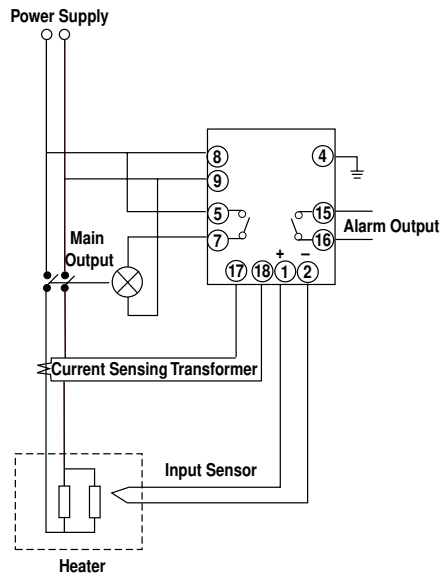 Power Supply
8
4
9
5
15
Alarm Output
7
16
Main
Output
+ −
17 18 1 2
Current Sensing Transformer
Input Sensor
Heater